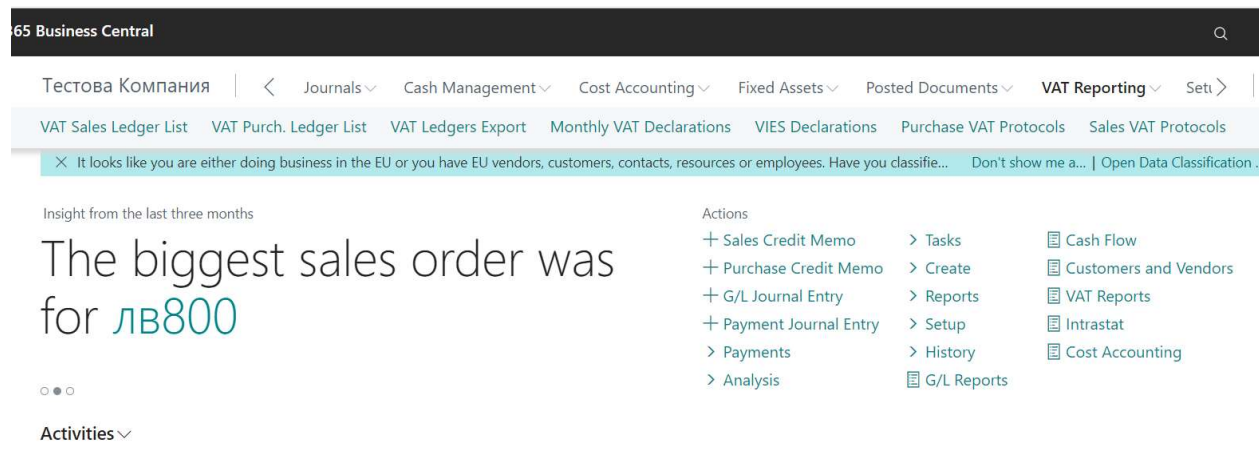 365 Business Central
Тестова Компания Journals Cash Management Cost Accounting Fixed Assets Posted Documents VAT Reporting Setu
VAT Sales Ledger List VAT Purch. Ledger List VAT Ledgers Export Monthly VAT Declarations VIES Declarations Purchase VAT Protocols Sales VAT Protocols
It looks like you are either doing business in the EU or you have EU vendors, customers, contacts, resources or employees. Have you classifie... Don't show me a... | Open Data Classification ..
Insight from the last three months
The biggest sales order was
for лв800
Activities
Actions
+ Sales Credit Memo
+ Purchase Credit Memo
+ G/L Journal Entry
+ Payment Journal Entry
> Payments
> Analysis
> Tasks
> Create
> Reports
> Setup
> History
G/L Reports
Cash Flow
Customers and Vendors
VAT Reports
Intrastat
Cost Accounting